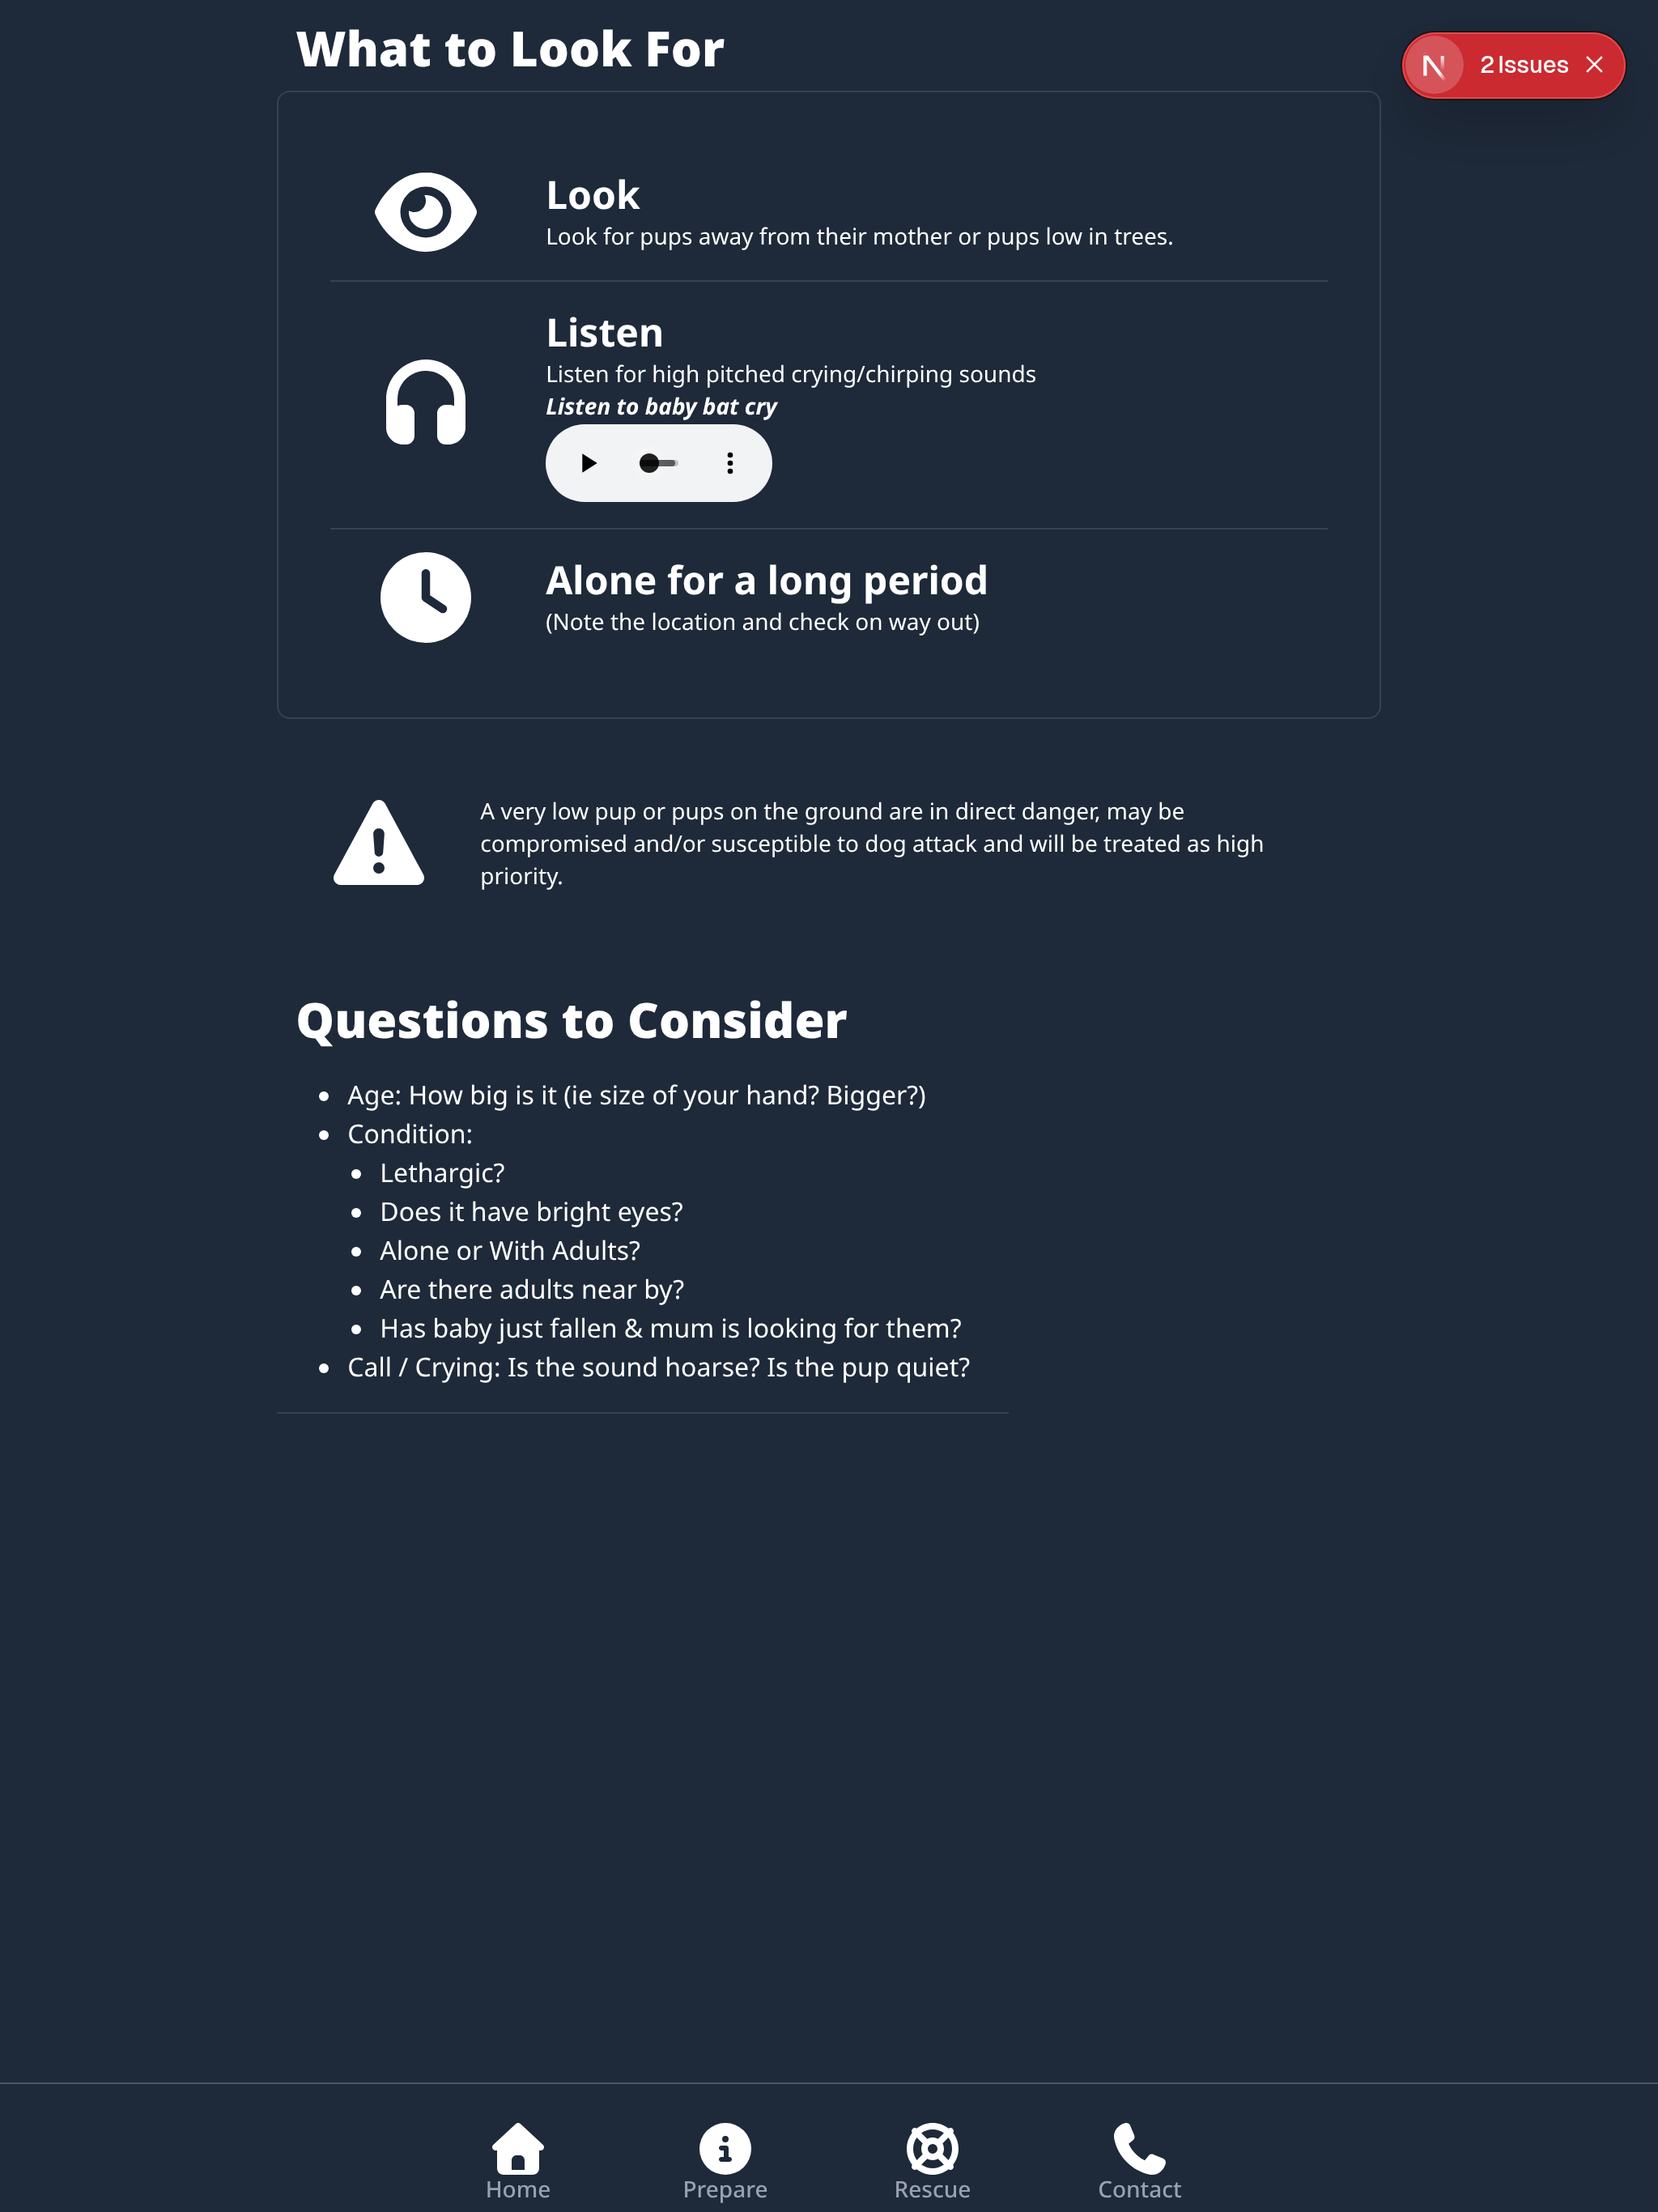 What to Look For
2 Issues
Look
Look for pups away from their mother or pups low in trees.
Listen
Listen for high pitched crying/chirping sounds
Listen to baby bat cry
Alone for a long period
(Note the location and check on way out)
A very low pup or pups on the ground are in direct danger, may be
compromised and/or susceptible to dog attack and will be treated as high
priority.
Questions to Consider
Age: How big is it (ie size of your hand? Bigger?)
Condition:
Lethargic?
Does it have bright eyes?
Alone or With Adults?
Are there adults near by?
Has baby just fallen & mum is looking for them?
Call / Crying: Is the sound hoarse? Is the pup quiet?
Home
Prepare
Rescue
Contact